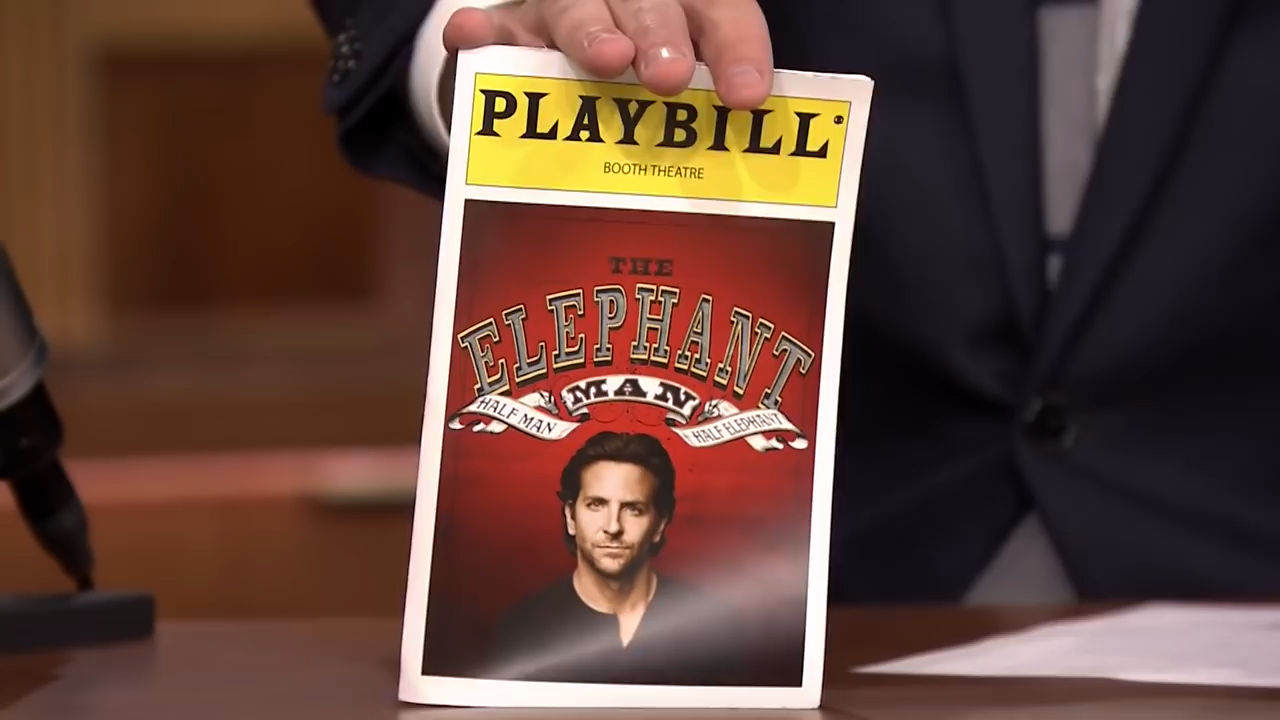 PLAYBILL
BOOTH THEATRE
THE
ELEPHANT
MAN
HALF MAN
HALF ELEPHANT